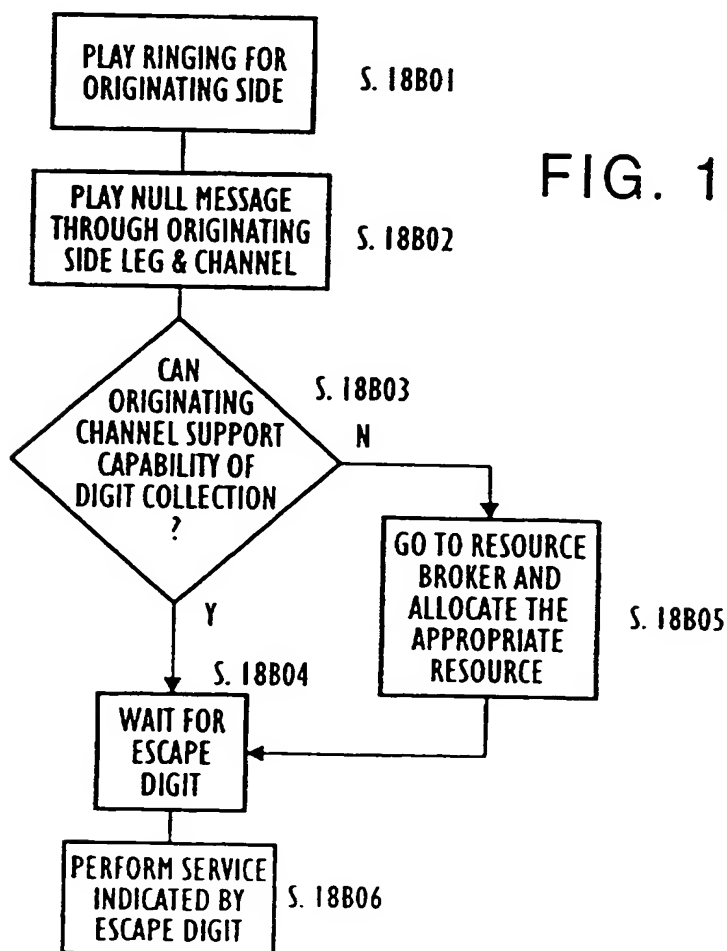 PLAY RINGING FOR
ORIGINATING SIDE
S. 18B01
FIG. 1
PLAY NULL MESSAGE
THROUGH ORIGINATING
SIDE LEG & CHANNEL
S. 18B02
CAN
ORIGINATING
CHANNEL SUPPORT
CAPABILITY OF
DIGIT COLLECTION
?
S. 18B03
N
Y
GO TO RESOURCE
BROKER AND
ALLOCATE THE
APPROPRIATE
RESOURCE
S. 18B05
S. 18B04
WAIT FOR
ESCAPE
DIGIT
PERFORM SERVICE
INDICATED BY
ESCAPE DIGIT
S. 18B06